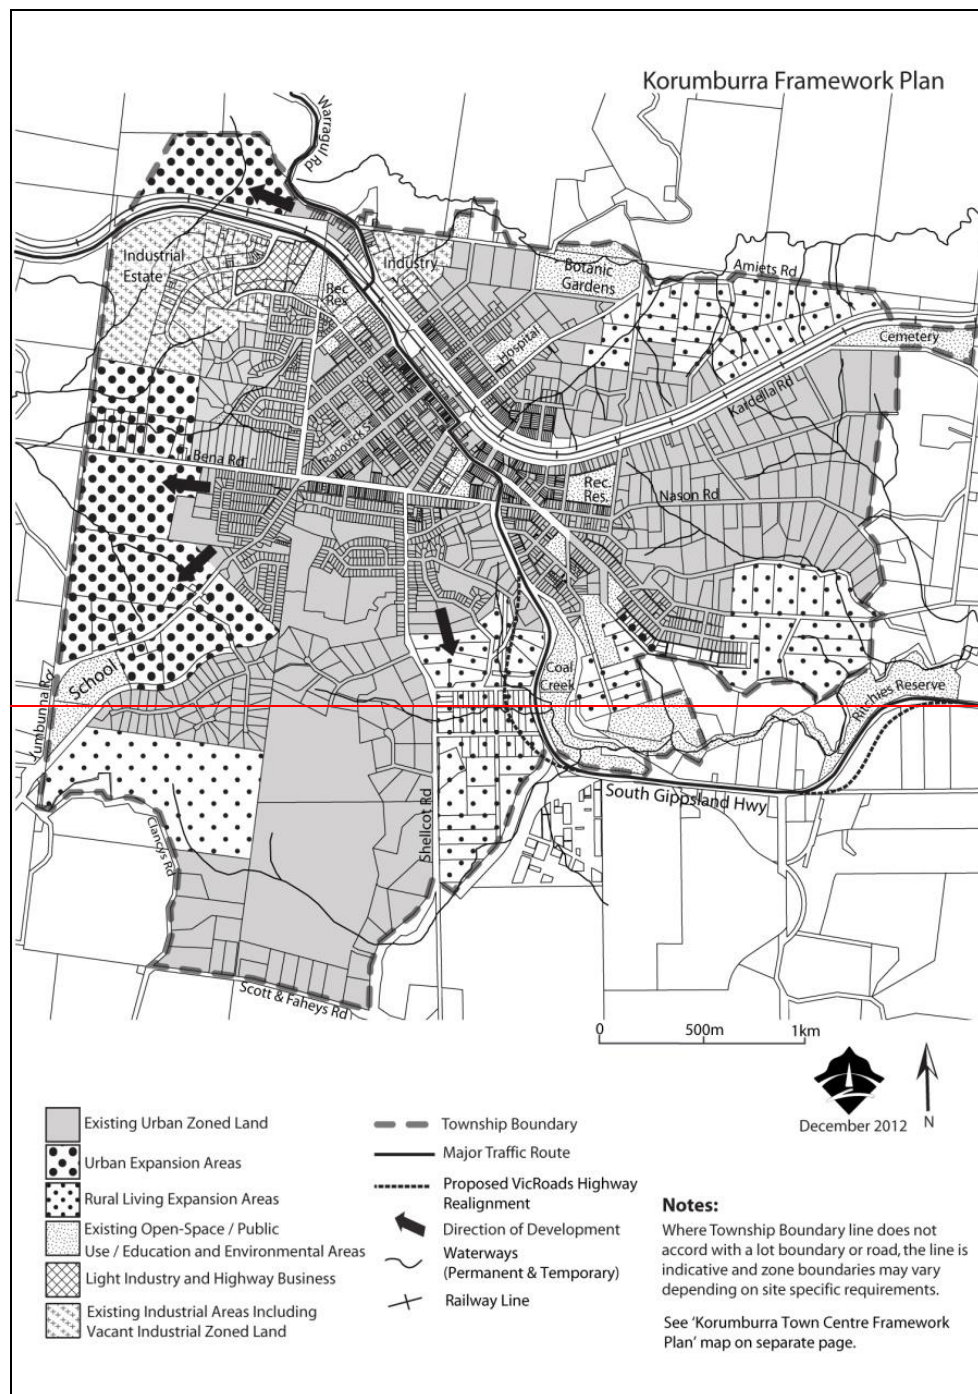 Korumburra Framework Plan
Warragul Rd
Industrial
Estate
Industry
Rec
Res
Botanic
Gardens
Amiets Rd
Cemetery
Hospital
Kardella Rd
Radovick St
Bena Rd
Rec.
Res.
Nason Rd
School
Coal
Creek
Ritchies Reserve
Jumbunna Rd
South Gippsland Hwy
Shellcot Rd
Clancys Rd
Scott & Faheys Rd
0 500m 1km
December 2012
N
Existing Urban Zoned Land
Urban Expansion Areas
Rural Living Expansion Areas
Existing Open-Space / Public
Use / Education and Environmental Areas
Light Industry and Highway Business
Existing Industrial Areas Including
Vacant Industrial Zoned Land
Township Boundary
Major Traffic Route
Proposed VicRoads Highway
Realignment
Direction of Development
Waterways
(Permanent & Temporary)
Railway Line
Notes:
Where Township Boundary line does not
accord with a lot boundary or road, the line is
indicative and zone boundaries may vary
depending on site specific requirements.
See 'Korumburra Town Centre Framework
Plan' map on separate page.